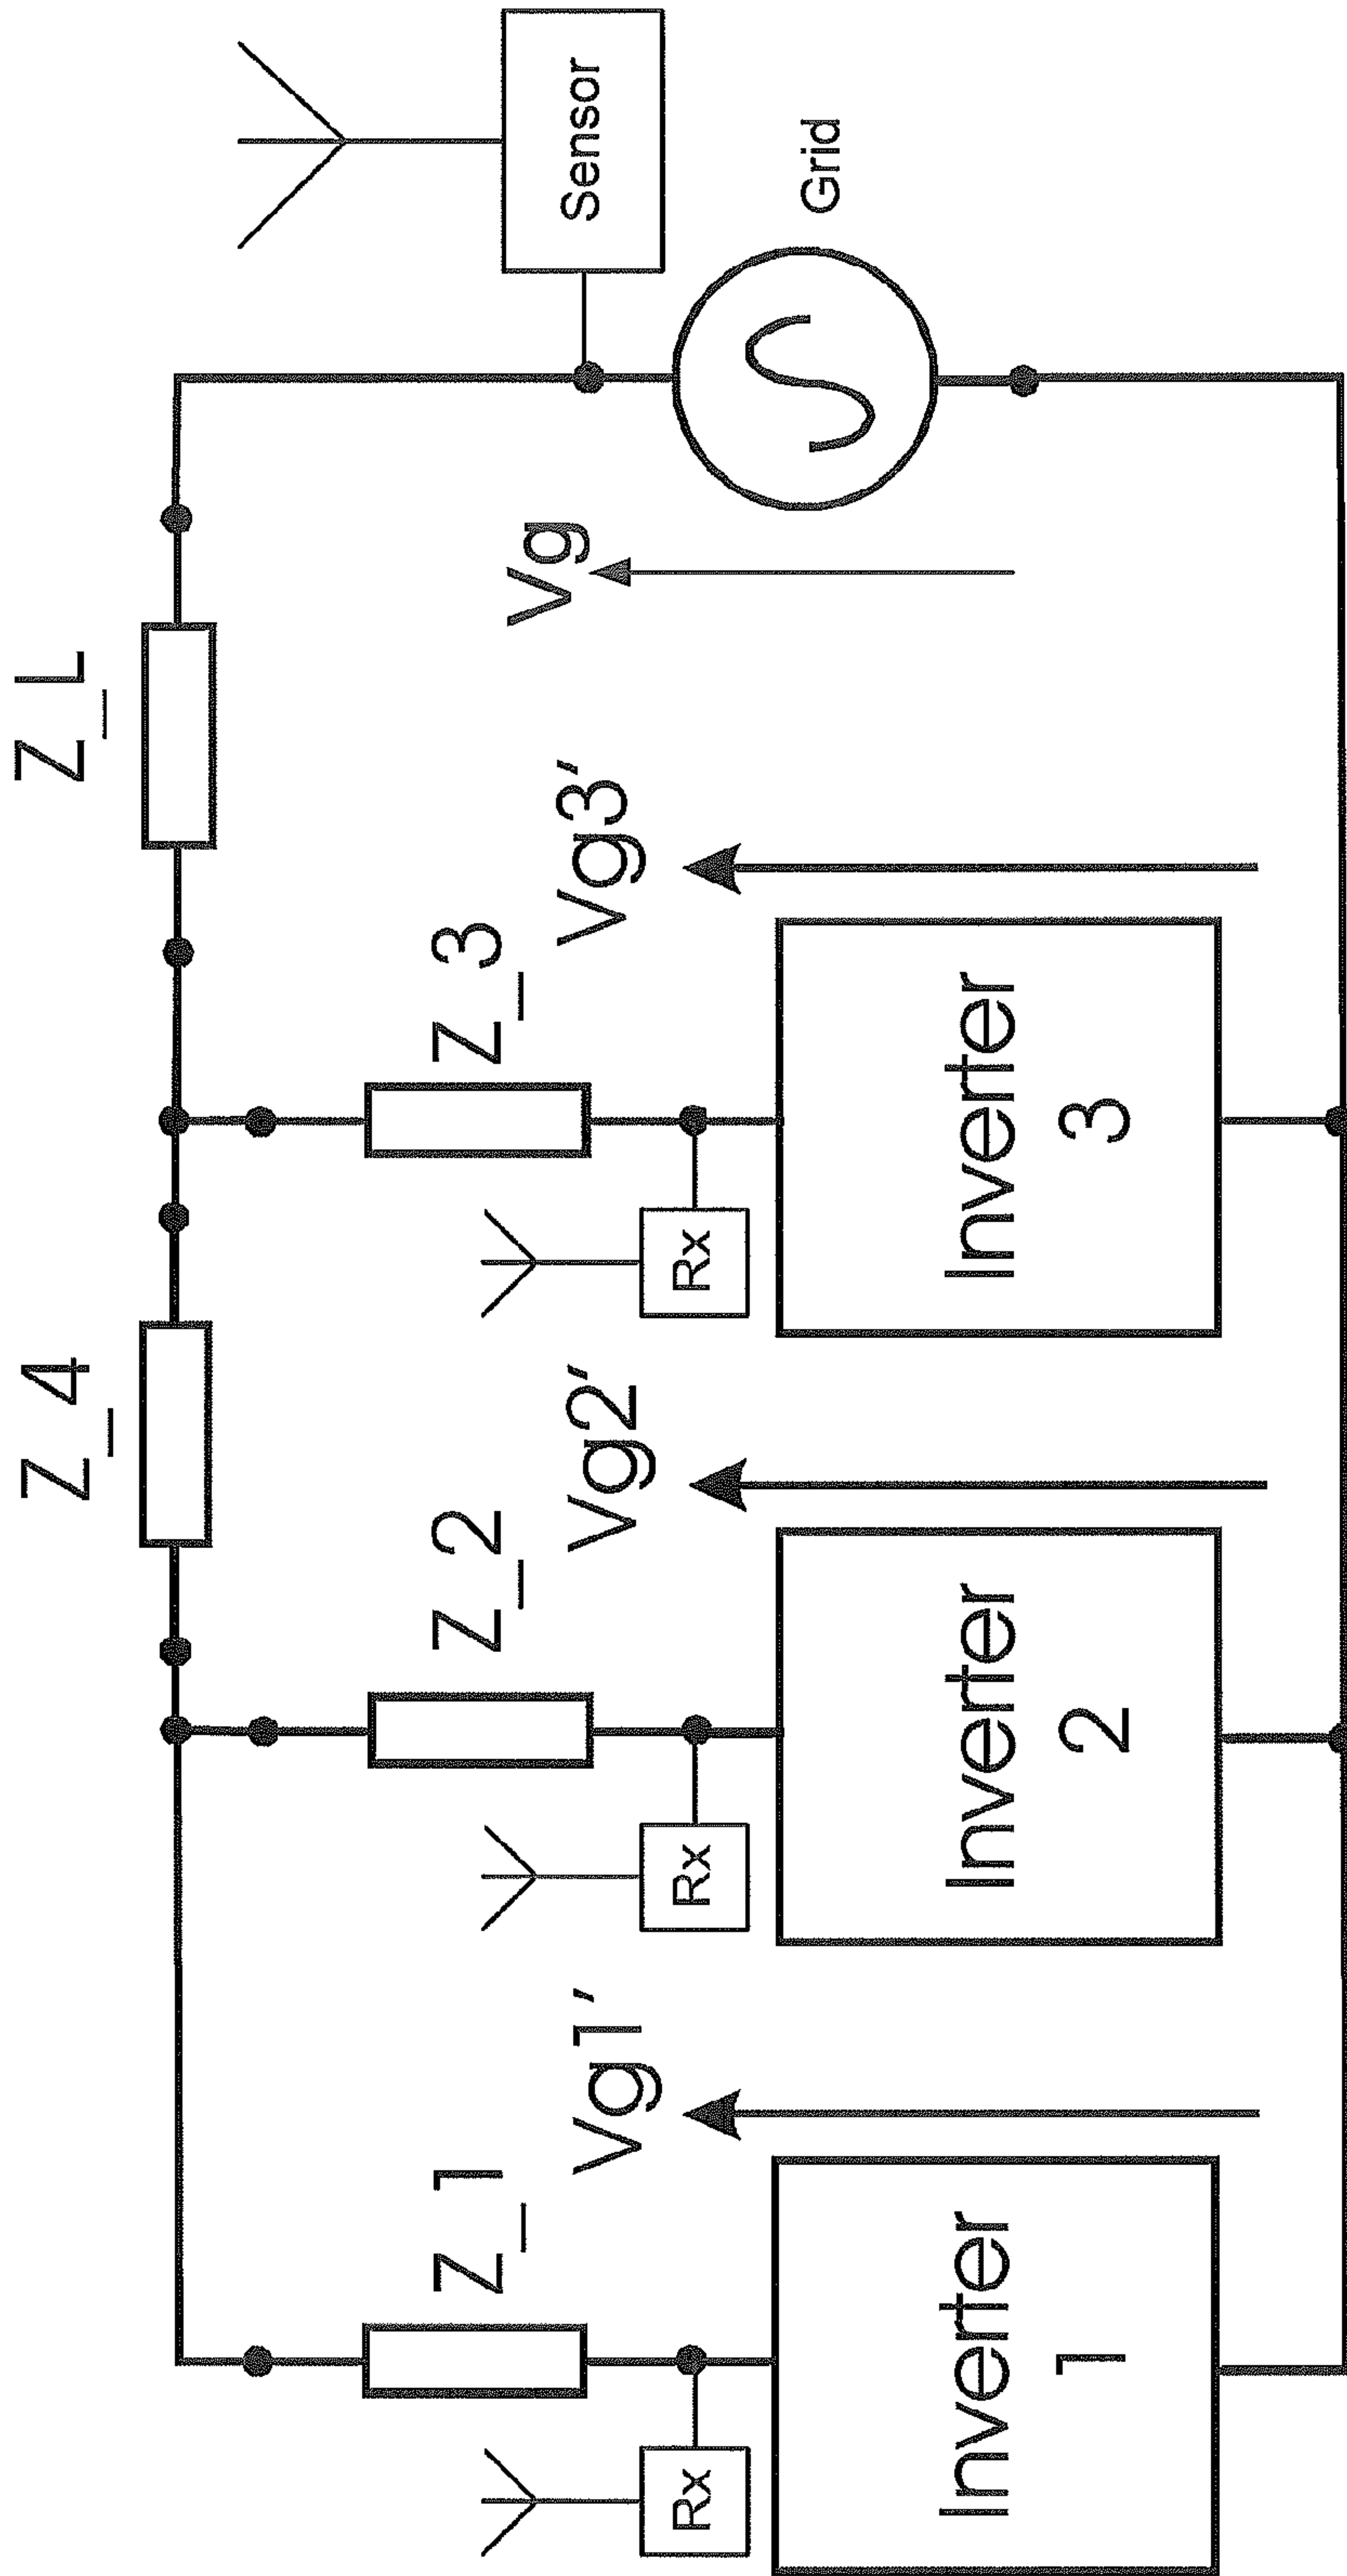 Z_4
Z_L
Z_1
Z_2
Z_3
Vg1′
Vg2′
Vg3′
Vg
Sensor
Rx
Rx
Rx
Grid
Inverter
1
Inverter
2
Inverter
3